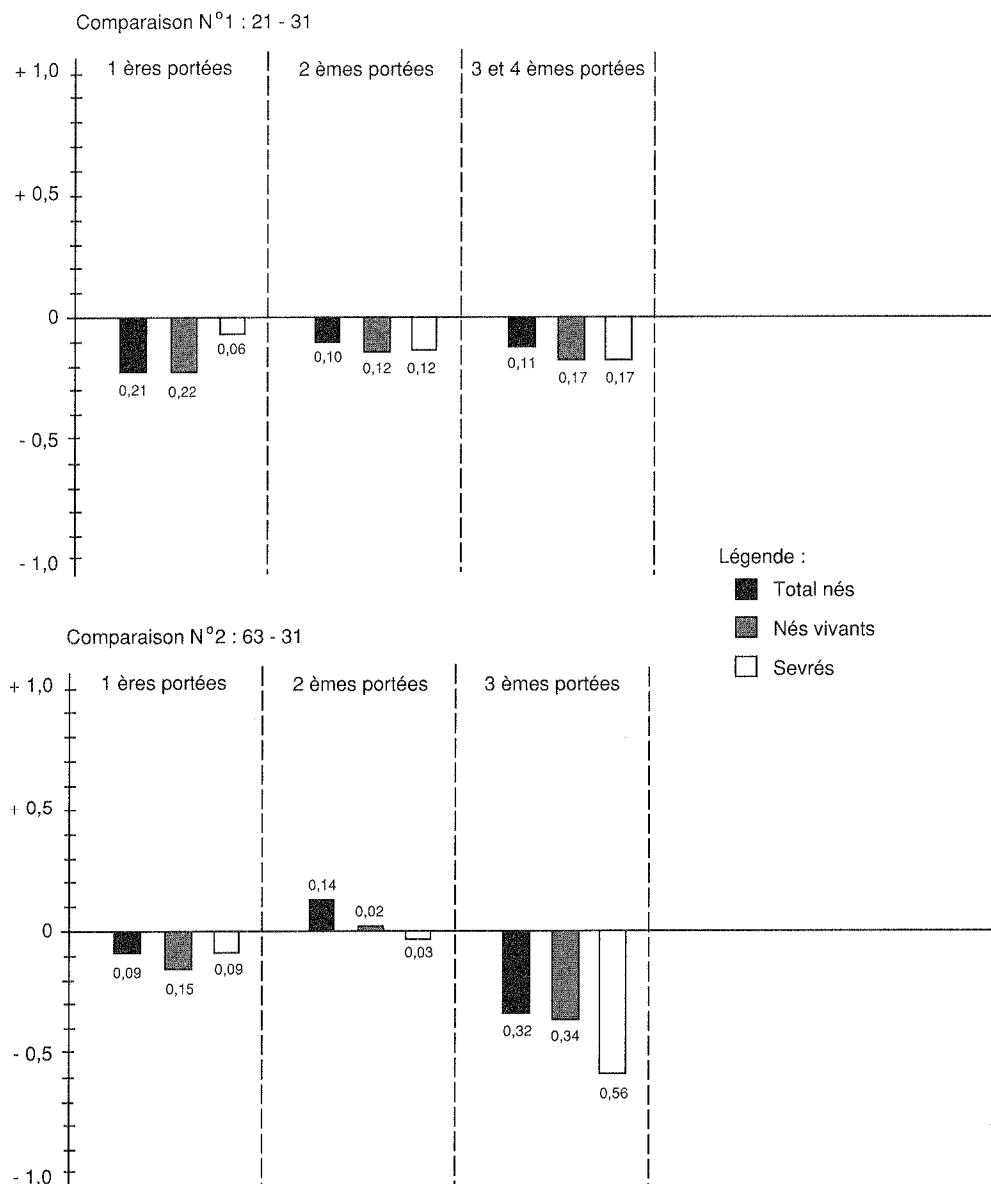 Comparaison N°1 : 21 - 31
1 ères portées
2 èmes portées
3 et 4 èmes portées
+ 1,0
+ 0,5
0
- 0,5
- 1,0
0,21
0,22
0,06
0,10
0,12
0,12
0,11
0,17
0,17
Légende :
Total nés
Nés vivants
Sevrés
Comparaison N°2 : 63 - 31
1 ères portées
2 èmes portées
3 èmes portées
+ 1,0
+ 0,5
0
- 0,5
- 1,0
0,09
0,15
0,09
0,14
0,02
0,03
0,32
0,34
0,56